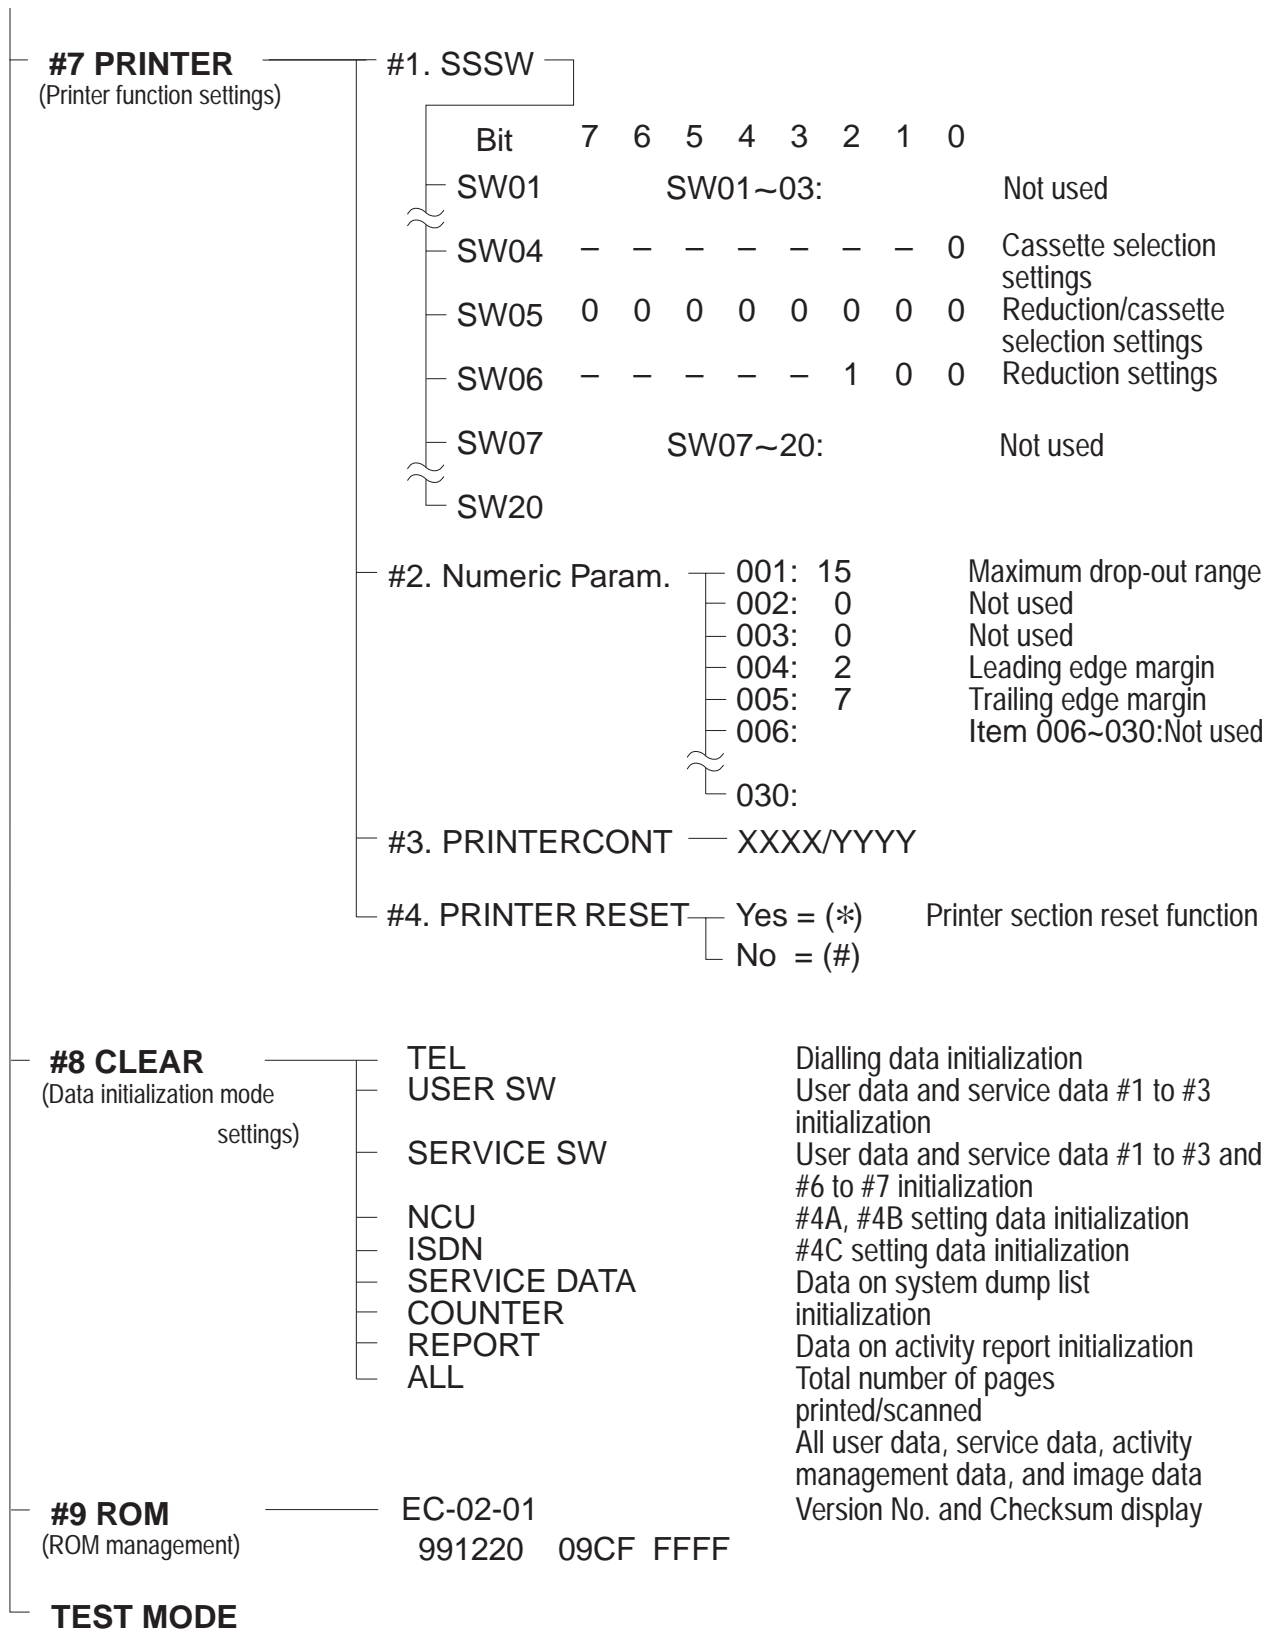 #7 PRINTER
(Printer function settings)
#1. SSSW
Bit 7 6 5 4 3 2 1 0
SW01 SW01~03: Not used
SW04 – – – – – – – 0 Cassette selection
settings
SW05 0 0 0 0 0 0 0 0 Reduction/cassette
selection settings
SW06 – – – – – 1 0 0 Reduction settings
SW07 SW07~20: Not used
SW20
#2. Numeric Param. 001: 15 Maximum drop-out range
002: 0 Not used
003: 0 Not used
004: 2 Leading edge margin
005: 7 Trailing edge margin
006: Item 006~030:Not used
030:
#3. PRINTERCONT XXXX/YYYY
#4. PRINTER RESET Yes = (*) Printer section reset function
No = (#)
#8 CLEAR
(Data initialization mode
settings)
TEL Dialling data initialization
USER SW User data and service data #1 to #3
initialization
SERVICE SW User data and service data #1 to #3 and
#6 to #7 initialization
NCU #4A, #4B setting data initialization
ISDN #4C setting data initialization
SERVICE DATA Data on system dump list
COUNTER initialization
REPORT Data on activity report initialization
ALL Total number of pages
printed/scanned
All user data, service data, activity
management data, and image data
#9 ROM EC-02-01 Version No. and Checksum display
(ROM management) 991220 09CF FFFF
TEST MODE